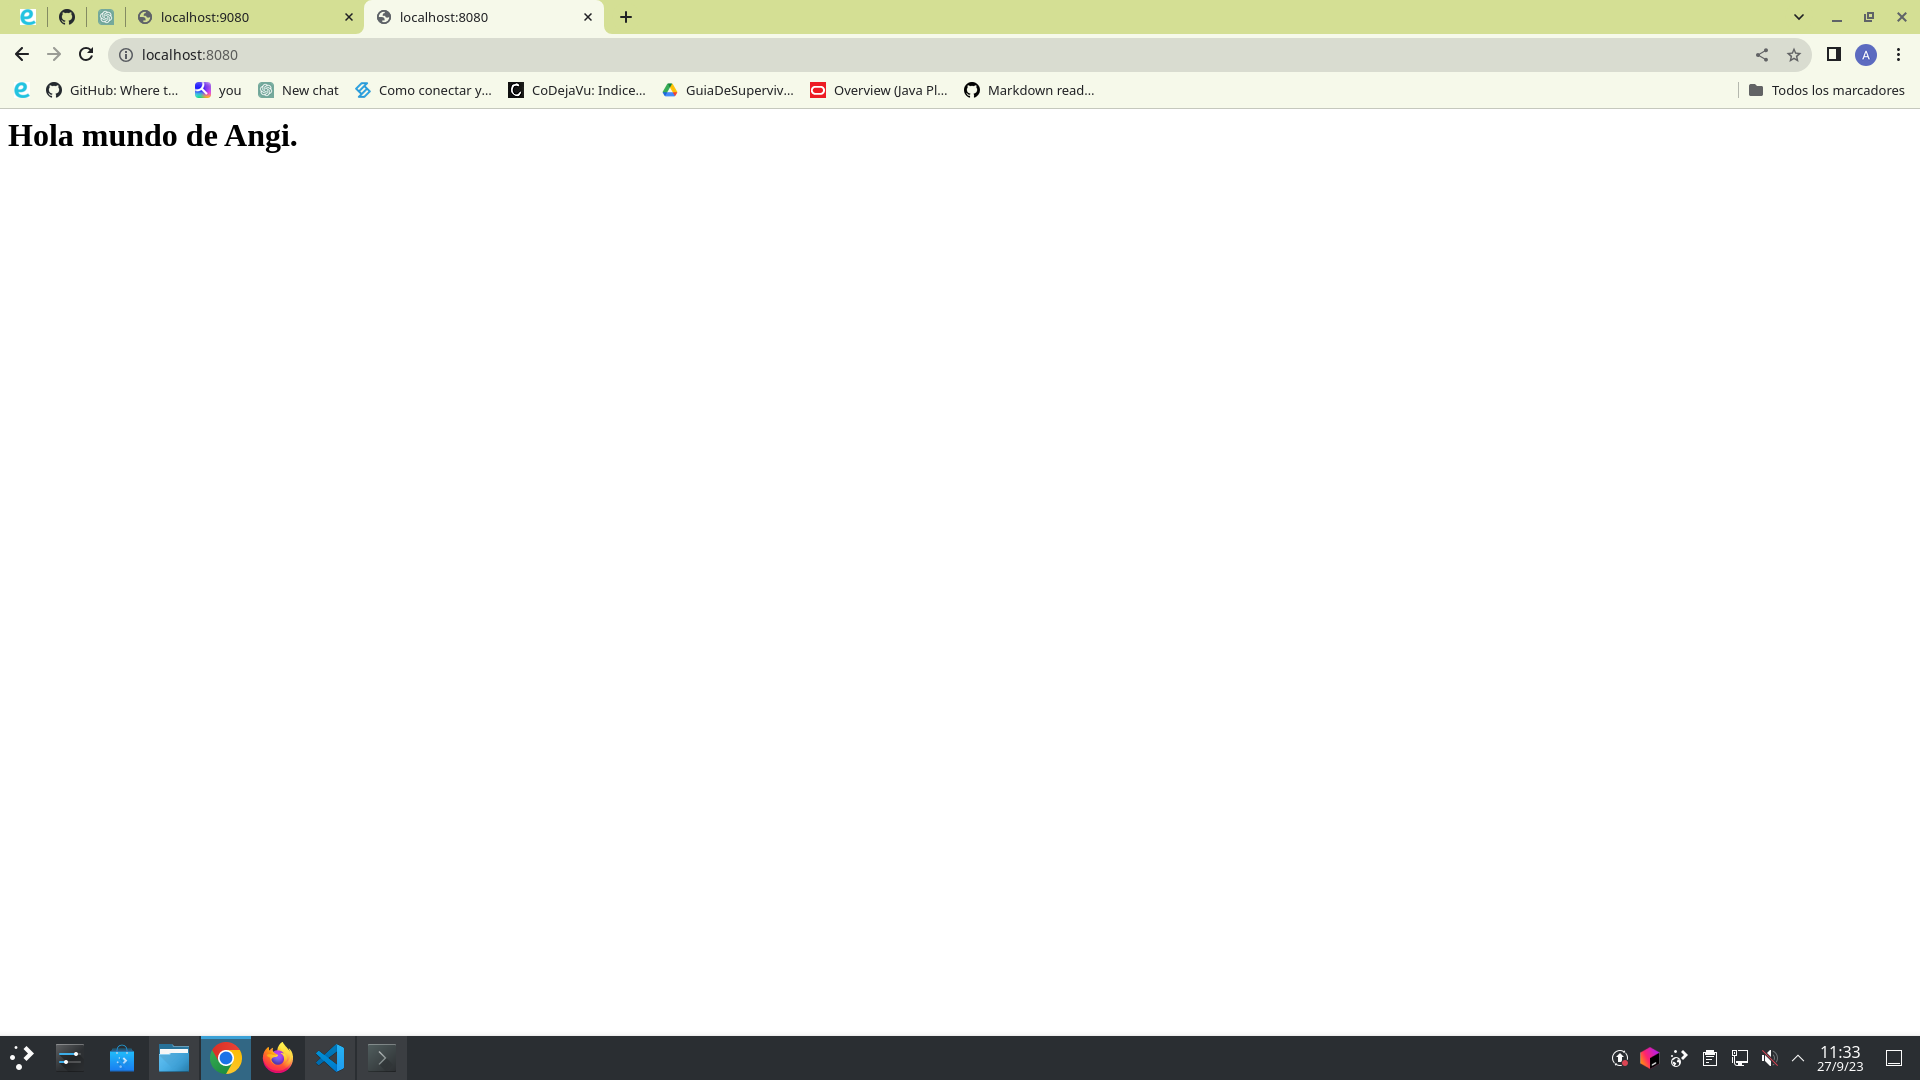 localhost:9080
localhost:8080
localhost:8080
A
GitHub: Where t...
you
New chat
Como conectar y...
CoDejaVu: Indice...
GuiaDeSuperviv...
Overview (Java Pl...
Markdown read...
Todos los marcadores
Hola mundo de Angi.
11:33
27/9/23